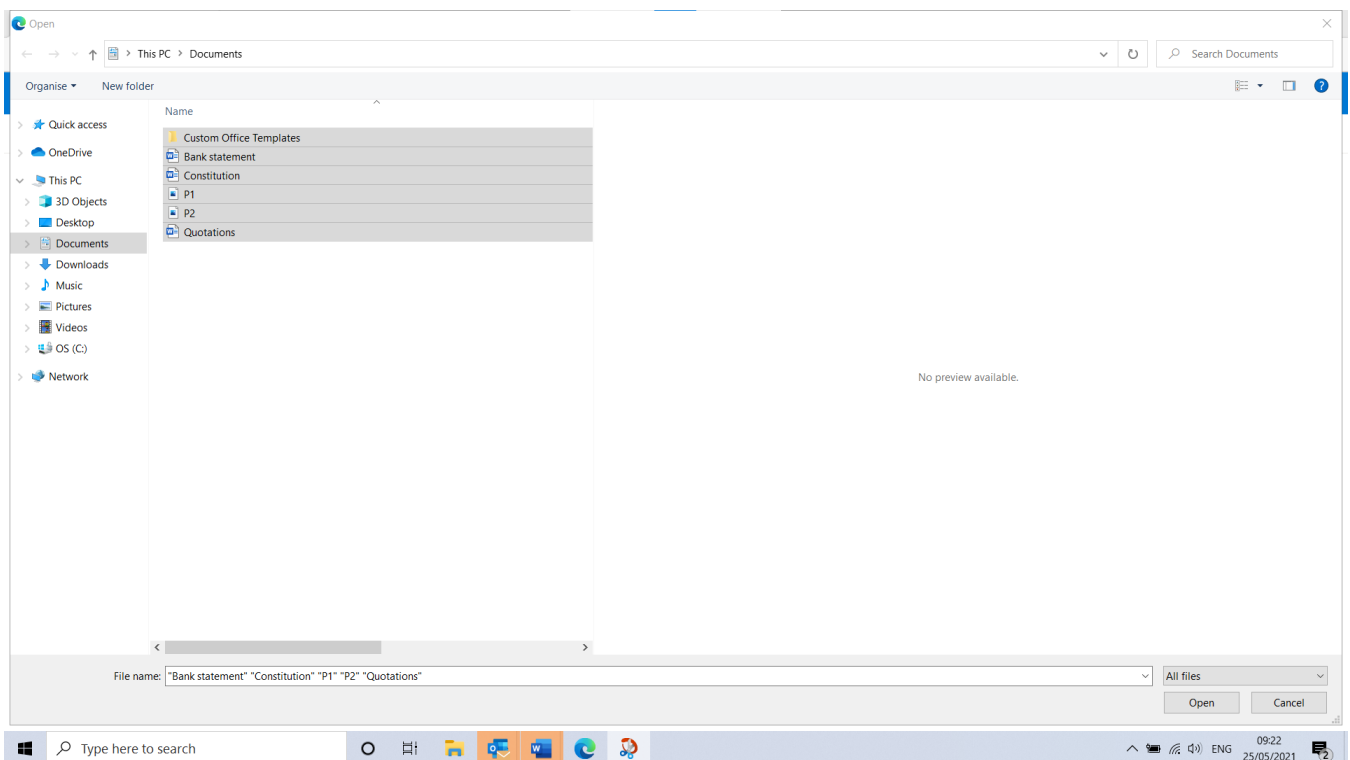 Open
This PC > Documents
Search Documents
Organise
New folder
Name
Quick access
OneDrive
This PC
3D Objects
Desktop
Documents
Downloads
Music
Pictures
Videos
OS (C:)
Network
Custom Office Templates
Bank statement
Constitution
P1
P2
Quotations
No preview available.
File name: "Bank statement" "Constitution" "P1" "P2" "Quotations"
All files
Open
Cancel
Type here to search
ENG
09:22
25/05/2021
2